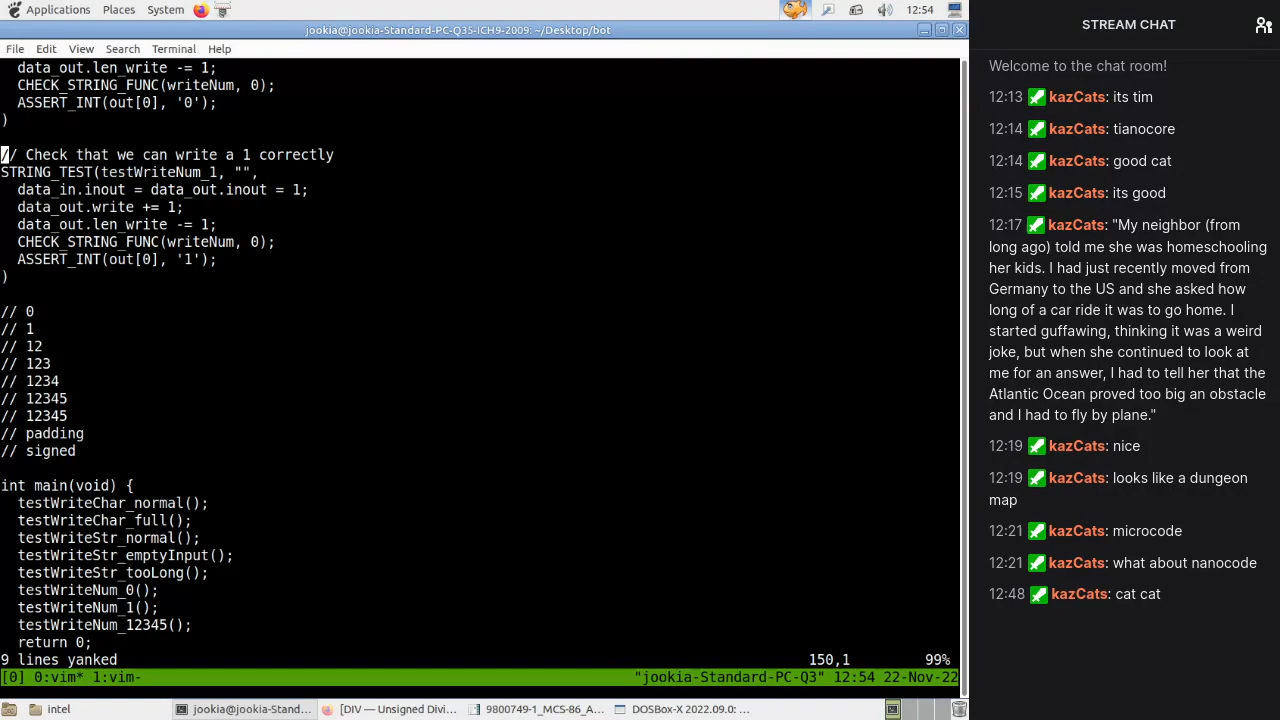 Applications Places System 12:54
jookia@jookia-Standard-PC-Q35-ICH9-2009: ~/Desktop/bot
File Edit View Search Terminal Help
data_out.len_write -= 1;
CHECK_STRING_FUNC(writeNum, 0);
ASSERT_INT(out[0], '0');
)
// Check that we can write a 1 correctly
STRING_TEST(testWriteNum_1, "",
data_in.inout = data_out.inout = 1;
data_out.write += 1;
data_out.len_write -= 1;
CHECK_STRING_FUNC(writeNum, 0);
ASSERT_INT(out[0], '1');
)
// 0
// 1
// 12
// 123
// 1234
// 12345
// 12345
// padding
// signed
int main(void) {
testWriteChar_normal();
testWriteChar_full();
testWriteStr_normal();
testWriteStr_emptyInput();
testWriteStr_tooLong();
testWriteNum_0();
testWriteNum_1();
testWriteNum_12345();
return 0;
9 lines yanked 150,1 99%
[0] 0:vim* 1:vim- "jookia-Standard-PC-Q3" 12:54 22-Nov-22
intel jookia@jookia-Stand... [DIV — Unsigned Divi... 9800749-1_MCS-86_A... DOSBox-X 2022.09.0: ...
STREAM CHAT
Welcome to the chat room!
12:13 kazCats: its tim
12:14 kazCats: tianocore
12:14 kazCats: good cat
12:15 kazCats: its good
12:17 kazCats: "My neighbor (from
long ago) told me she was homeschooling
her kids. I had just recently moved from
Germany to the US and she asked how
long of a car ride it was to go home. I
started guffawing, thinking it was a weird
joke, but when she continued to look at
me for an answer, I had to tell her that the
Atlantic Ocean proved too big an obstacle
and I had to fly by plane."
12:19 kazCats: nice
12:19 kazCats: looks like a dungeon
map
12:21 kazCats: microcode
12:21 kazCats: what about nanocode
12:48 kazCats: cat cat